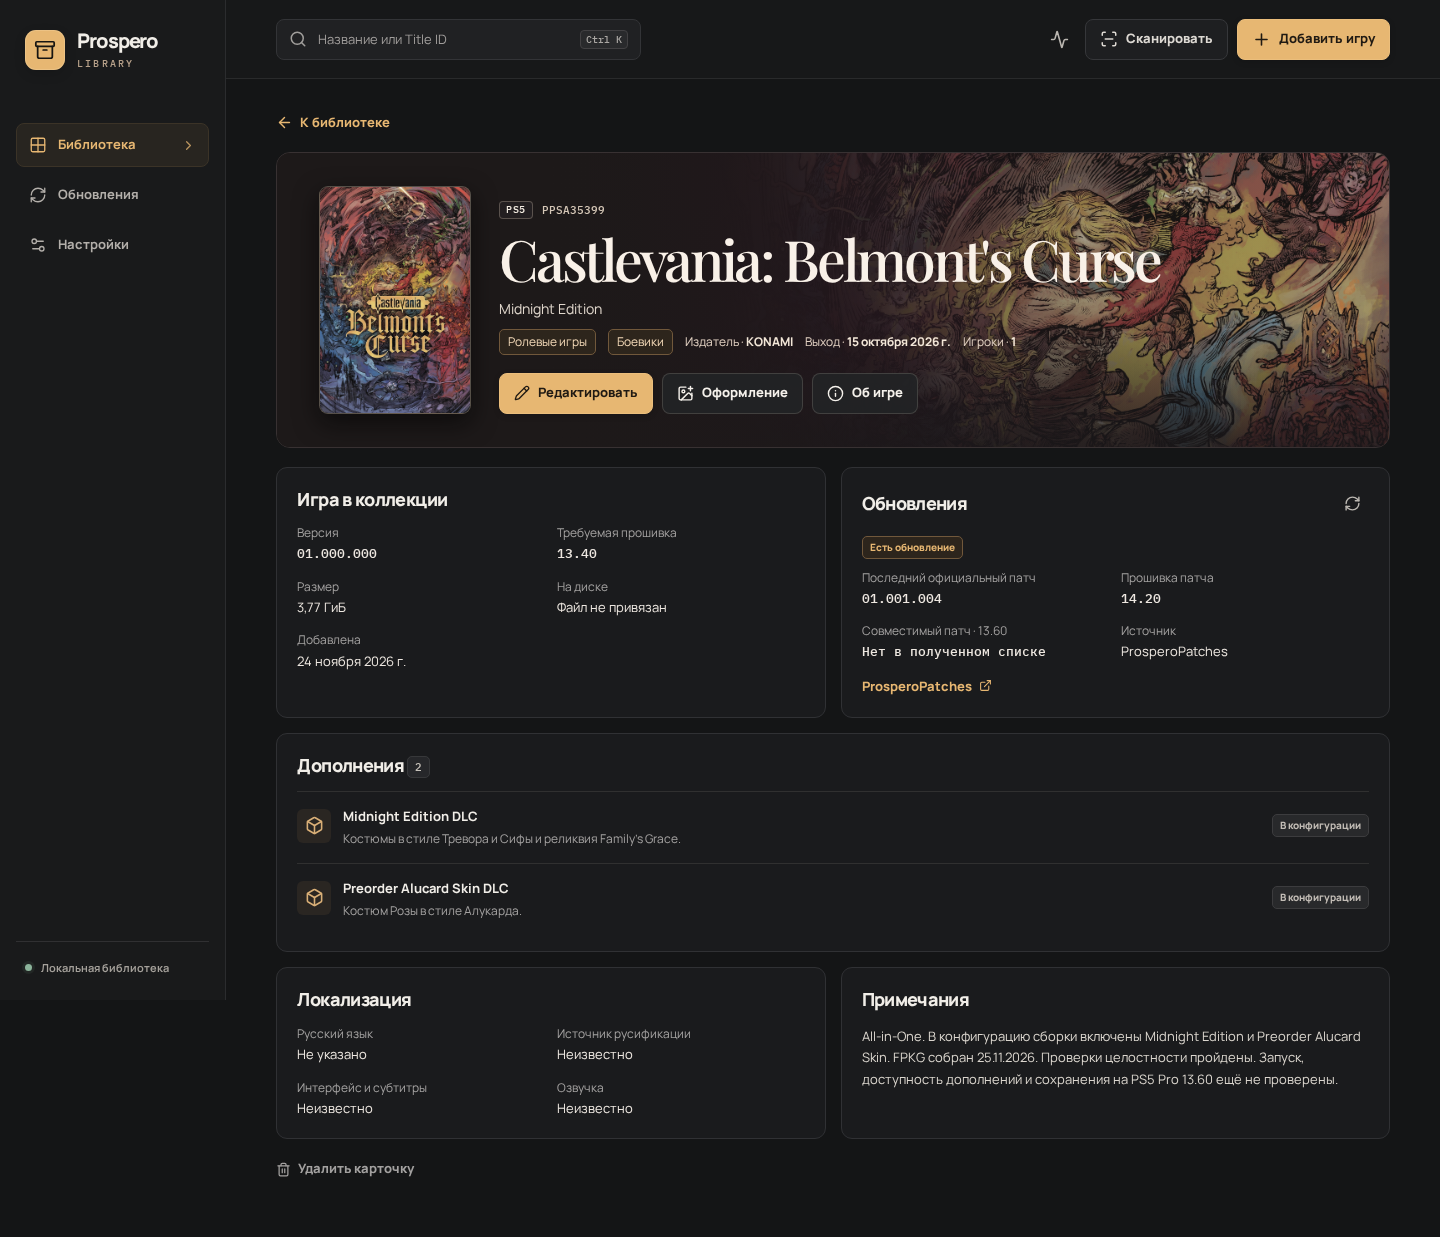 Prospero
LIBRARY
Название или Title ID
Ctrl K
Сканировать
Добавить игру
Библиотека
Обновления
Настройки
Локальная библиотека
К библиотеке
Castlevania
Belmont's
Curse
PS5 PPSA35399
Castlevania: Belmont's Curse
Midnight Edition
Ролевые игры Боевики Издатель · KONAMI Выход · 15 октября 2026 г. Игроки · 1
Редактировать Оформление Об игре
Игра в коллекции
Версия Требуемая прошивка
01.000.000 13.40
Размер На диске
3,77 ГиБ Файл не привязан
Добавлена
24 ноября 2026 г.
Обновления
Есть обновление
Последний официальный патч Прошивка патча
01.001.004 14.20
Совместимый патч · 13.60 Источник
Нет в полученном списке ProsperoPatches
ProsperoPatches
Дополнения 2
Midnight Edition DLC
Костюмы в стиле Тревора и Сифы и реликвия Family's Grace.
В конфигурации
Preorder Alucard Skin DLC
Костюм Розы в стиле Алукарда.
В конфигурации
Локализация
Русский язык Источник русификации
Не указано Неизвестно
Интерфейс и субтитры Озвучка
Неизвестно Неизвестно
Примечания
All-in-One. В конфигурацию сборки включены Midnight Edition и Preorder Alucard
Skin. FPKG собран 25.11.2026. Проверки целостности пройдены. Запуск,
доступность дополнений и сохранения на PS5 Pro 13.60 ещё не проверены.
Удалить карточку